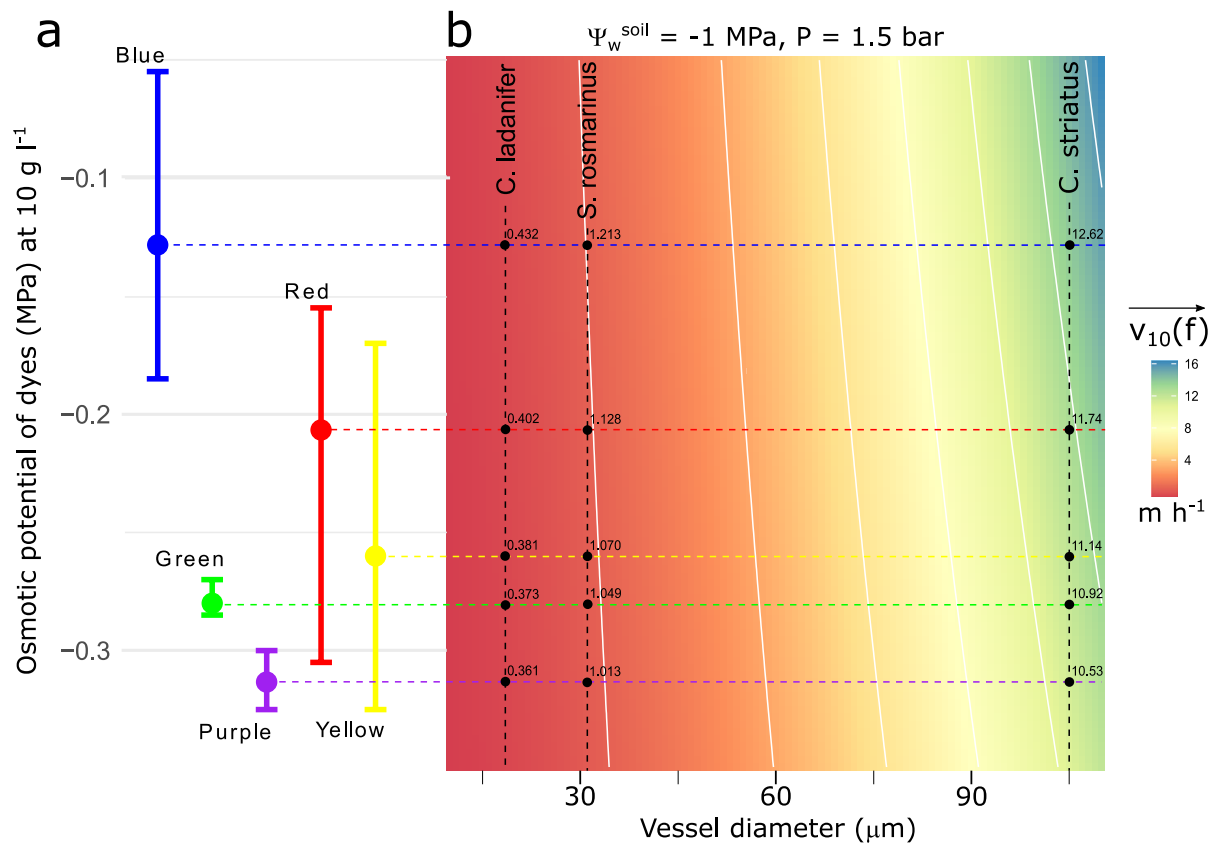 a
b
Ψw^soil = -1 MPa, P = 1.5 bar
Osmotic potential of dyes (MPa) at 10 g l⁻¹
−0.1
−0.2
−0.3
Blue
Red
Green
Purple
Yellow
C. ladanifer
S. rosmarinus
C. striatus
0.432
1.213
12.62
0.402
1.128
11.74
0.381
1.070
11.14
0.373
1.049
10.92
0.361
1.013
10.53
30
60
90
Vessel diameter (μm)
v₁₀(f)
16
12
8
4
m h⁻¹